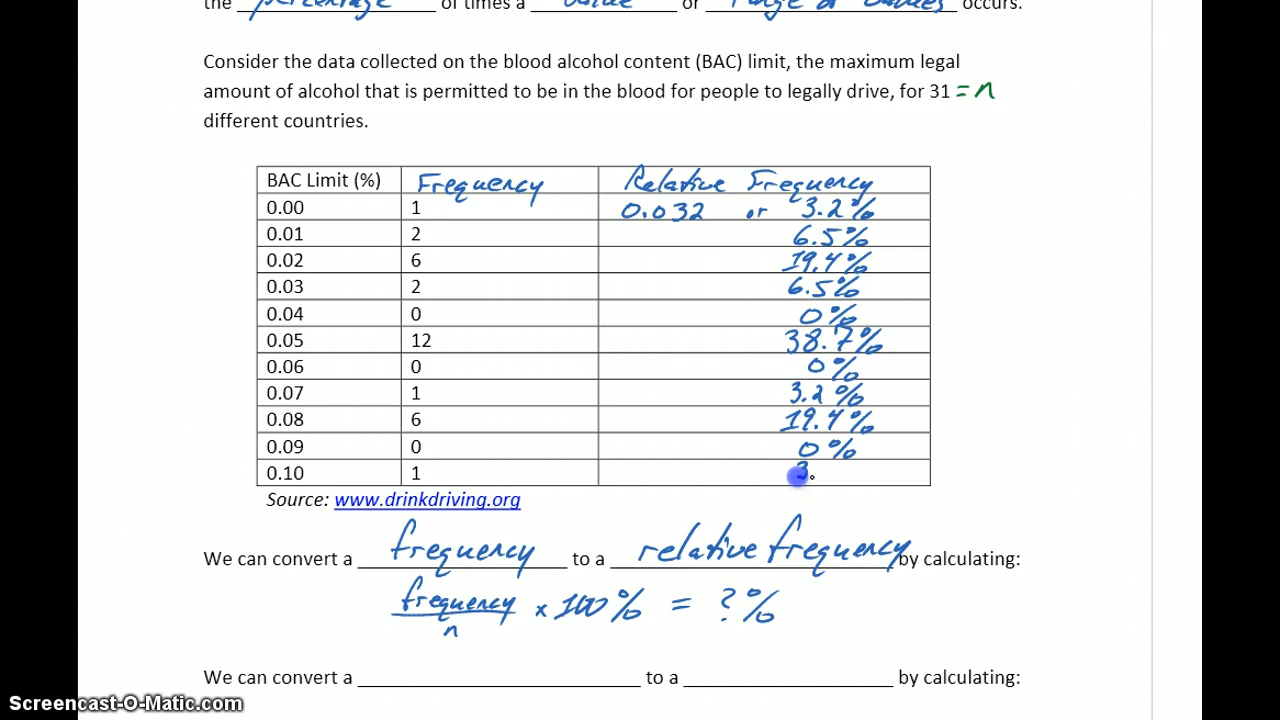 the percentage of times a value or range of values occurs.
Consider the data collected on the blood alcohol content (BAC) limit, the maximum legal
amount of alcohol that is permitted to be in the blood for people to legally drive, for 31 = n
different countries.
BAC Limit (%) Frequency Relative Frequency
0.00 1 0.032 or 3.2%
0.01 2 6.5%
0.02 6 19.4%
0.03 2 6.5%
0.04 0 0%
0.05 12 38.7%
0.06 0 0%
0.07 1 3.2%
0.08 6 19.4%
0.09 0 0%
0.10 1 3.
Source: www.drinkdriving.org
We can convert a frequency to a relative frequency by calculating:
frequency
n × 100% = ?%
We can convert a ____ to a ____ by calculating:
Screencast-O-Matic.com